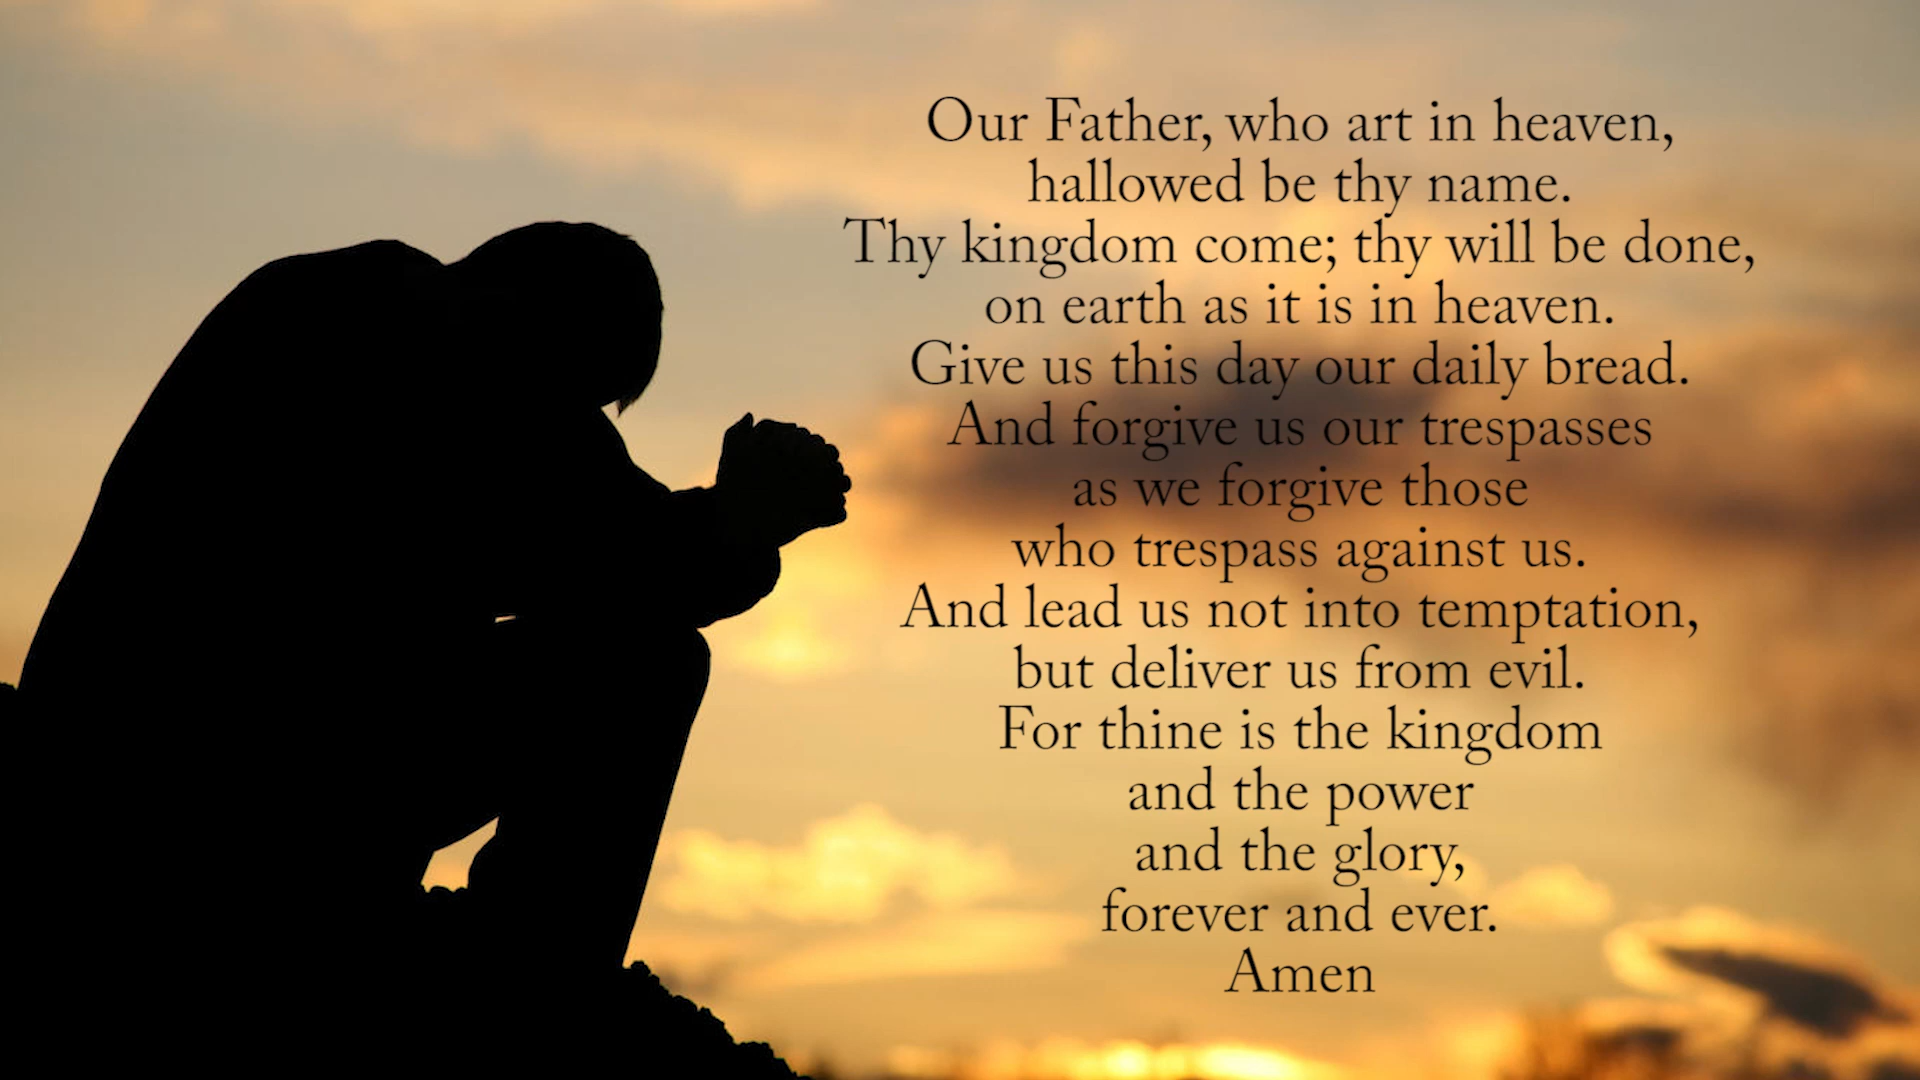 Our Father, who art in heaven,
hallowed be thy name.
Thy kingdom come; thy will be done,
on earth as it is in heaven.
Give us this day our daily bread.
And forgive us our trespasses
as we forgive those
who trespass against us.
And lead us not into temptation,
but deliver us from evil.
For thine is the kingdom
and the power
and the glory,
forever and ever.
Amen